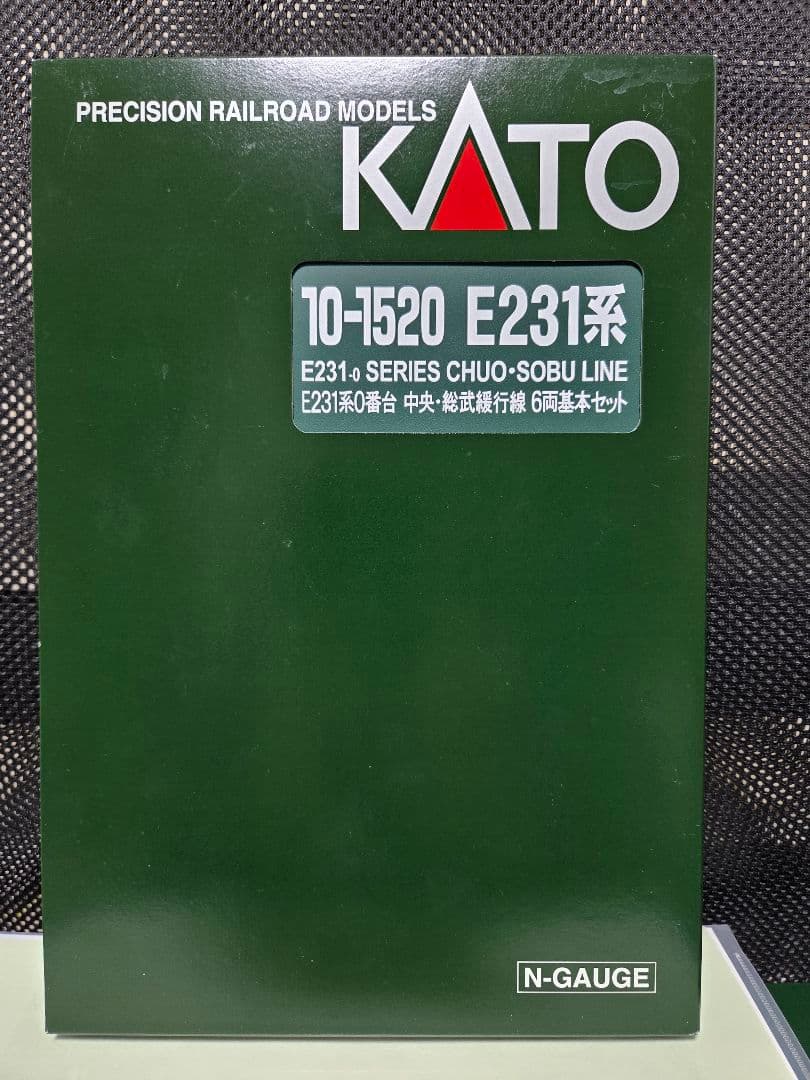 PRECISION RAILROAD MODELS
KATO
10-1520 E231系
E231-0 SERIES CHUO・SOBU LINE
E231系0番台 中央・総武緩行線 6両基本セット
N-GAUGE